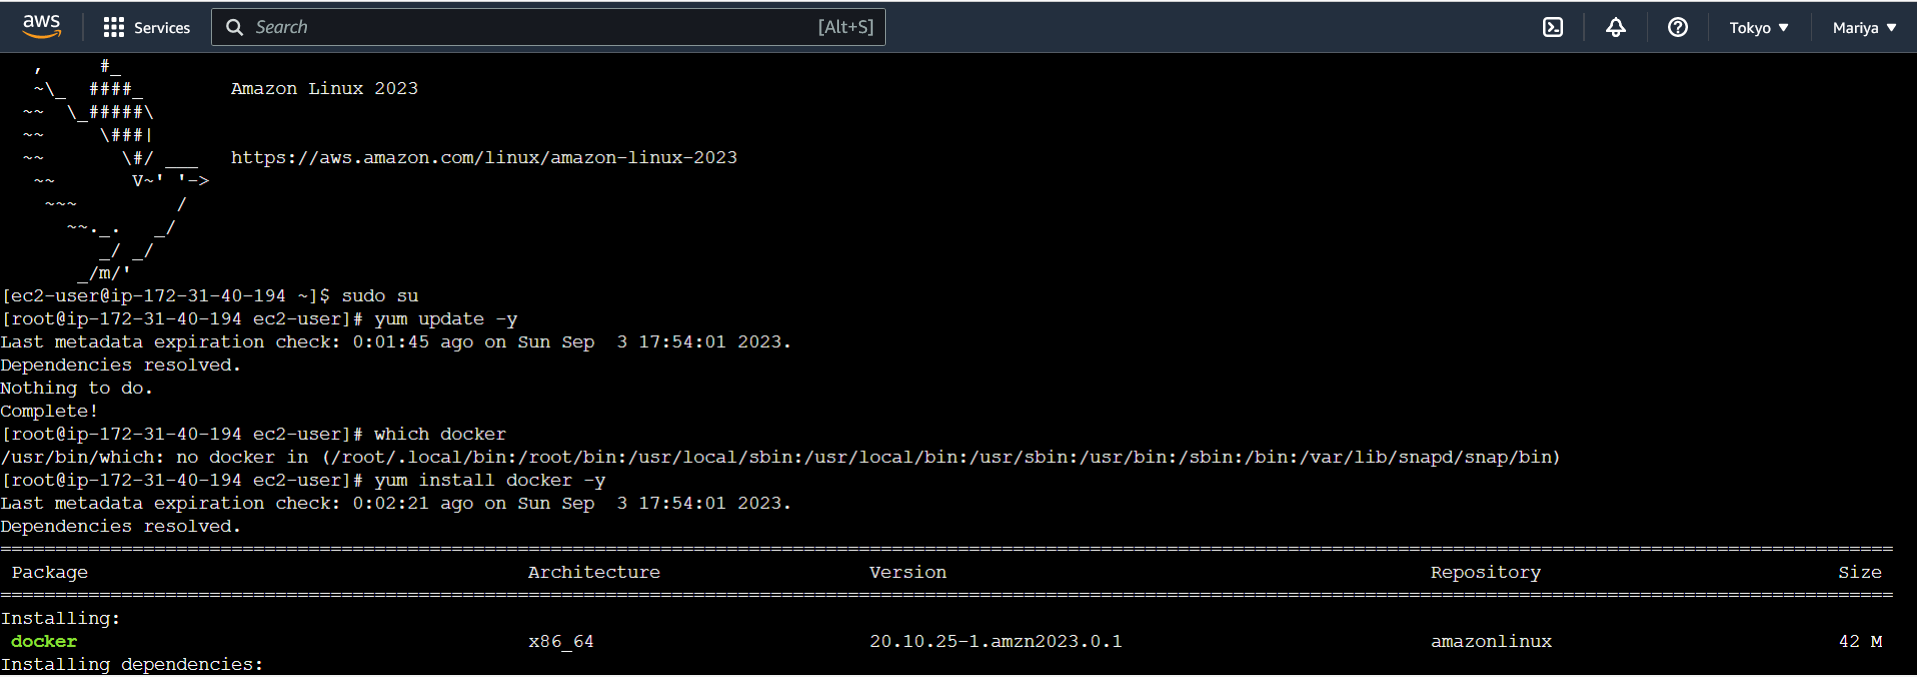 aws Services Search [Alt+S] Tokyo ▼ Mariya ▼
   ,     #_
   ~\_  ####_        Amazon Linux 2023
  ~~  \_#####\
  ~~     \###|
  ~~       \#/ ___   https://aws.amazon.com/linux/amazon-linux-2023
   ~~       V~' '->
    ~~~         /
      ~~._.   _/
         _/ _/
       _/m/'
[ec2-user@ip-172-31-40-194 ~]$ sudo su
[root@ip-172-31-40-194 ec2-user]# yum update -y
Last metadata expiration check: 0:01:45 ago on Sun Sep  3 17:54:01 2023.
Dependencies resolved.
Nothing to do.
Complete!
[root@ip-172-31-40-194 ec2-user]# which docker
/usr/bin/which: no docker in (/root/.local/bin:/root/bin:/usr/local/sbin:/usr/local/bin:/usr/sbin:/usr/bin:/sbin:/bin:/var/lib/snapd/snap/bin)
[root@ip-172-31-40-194 ec2-user]# yum install docker -y
Last metadata expiration check: 0:02:21 ago on Sun Sep  3 17:54:01 2023.
Dependencies resolved.
Package Architecture Version Repository Size
Installing:
docker x86_64 20.10.25-1.amzn2023.0.1 amazonlinux 42 M
Installing dependencies: